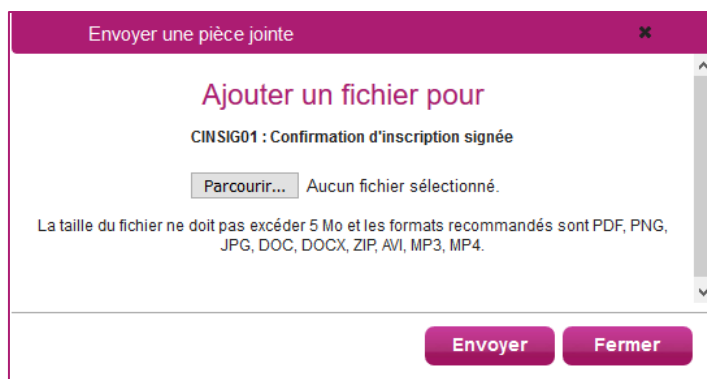 Envoyer une pièce jointe
Ajouter un fichier pour
CINSIG01 : Confirmation d'inscription signée
Parcourir... Aucun fichier sélectionné.
La taille du fichier ne doit pas excéder 5 Mo et les formats recommandés sont PDF, PNG,
JPG, DOC, DOCX, ZIP, AVI, MP3, MP4.
Envoyer Fermer